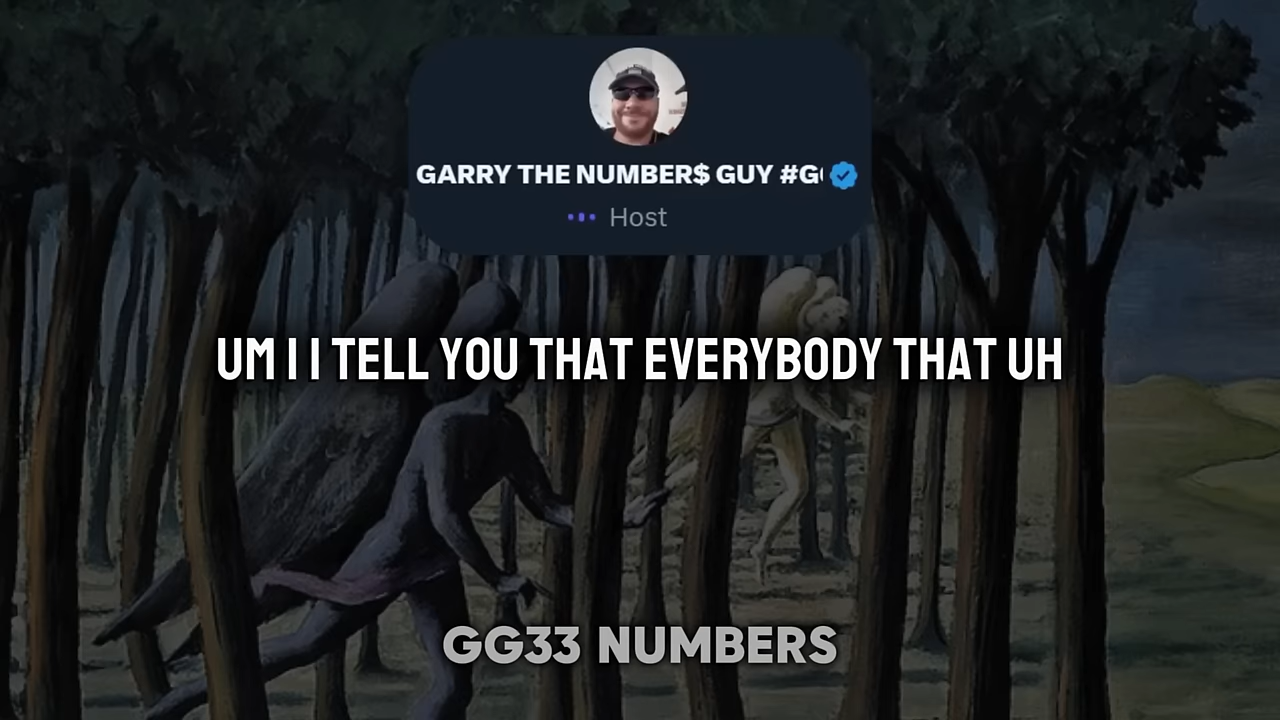 GARRY THE NUMBER$ GUY #G
Host
UM I I TELL YOU THAT EVERYBODY THAT UH
GG33 NUMBERS